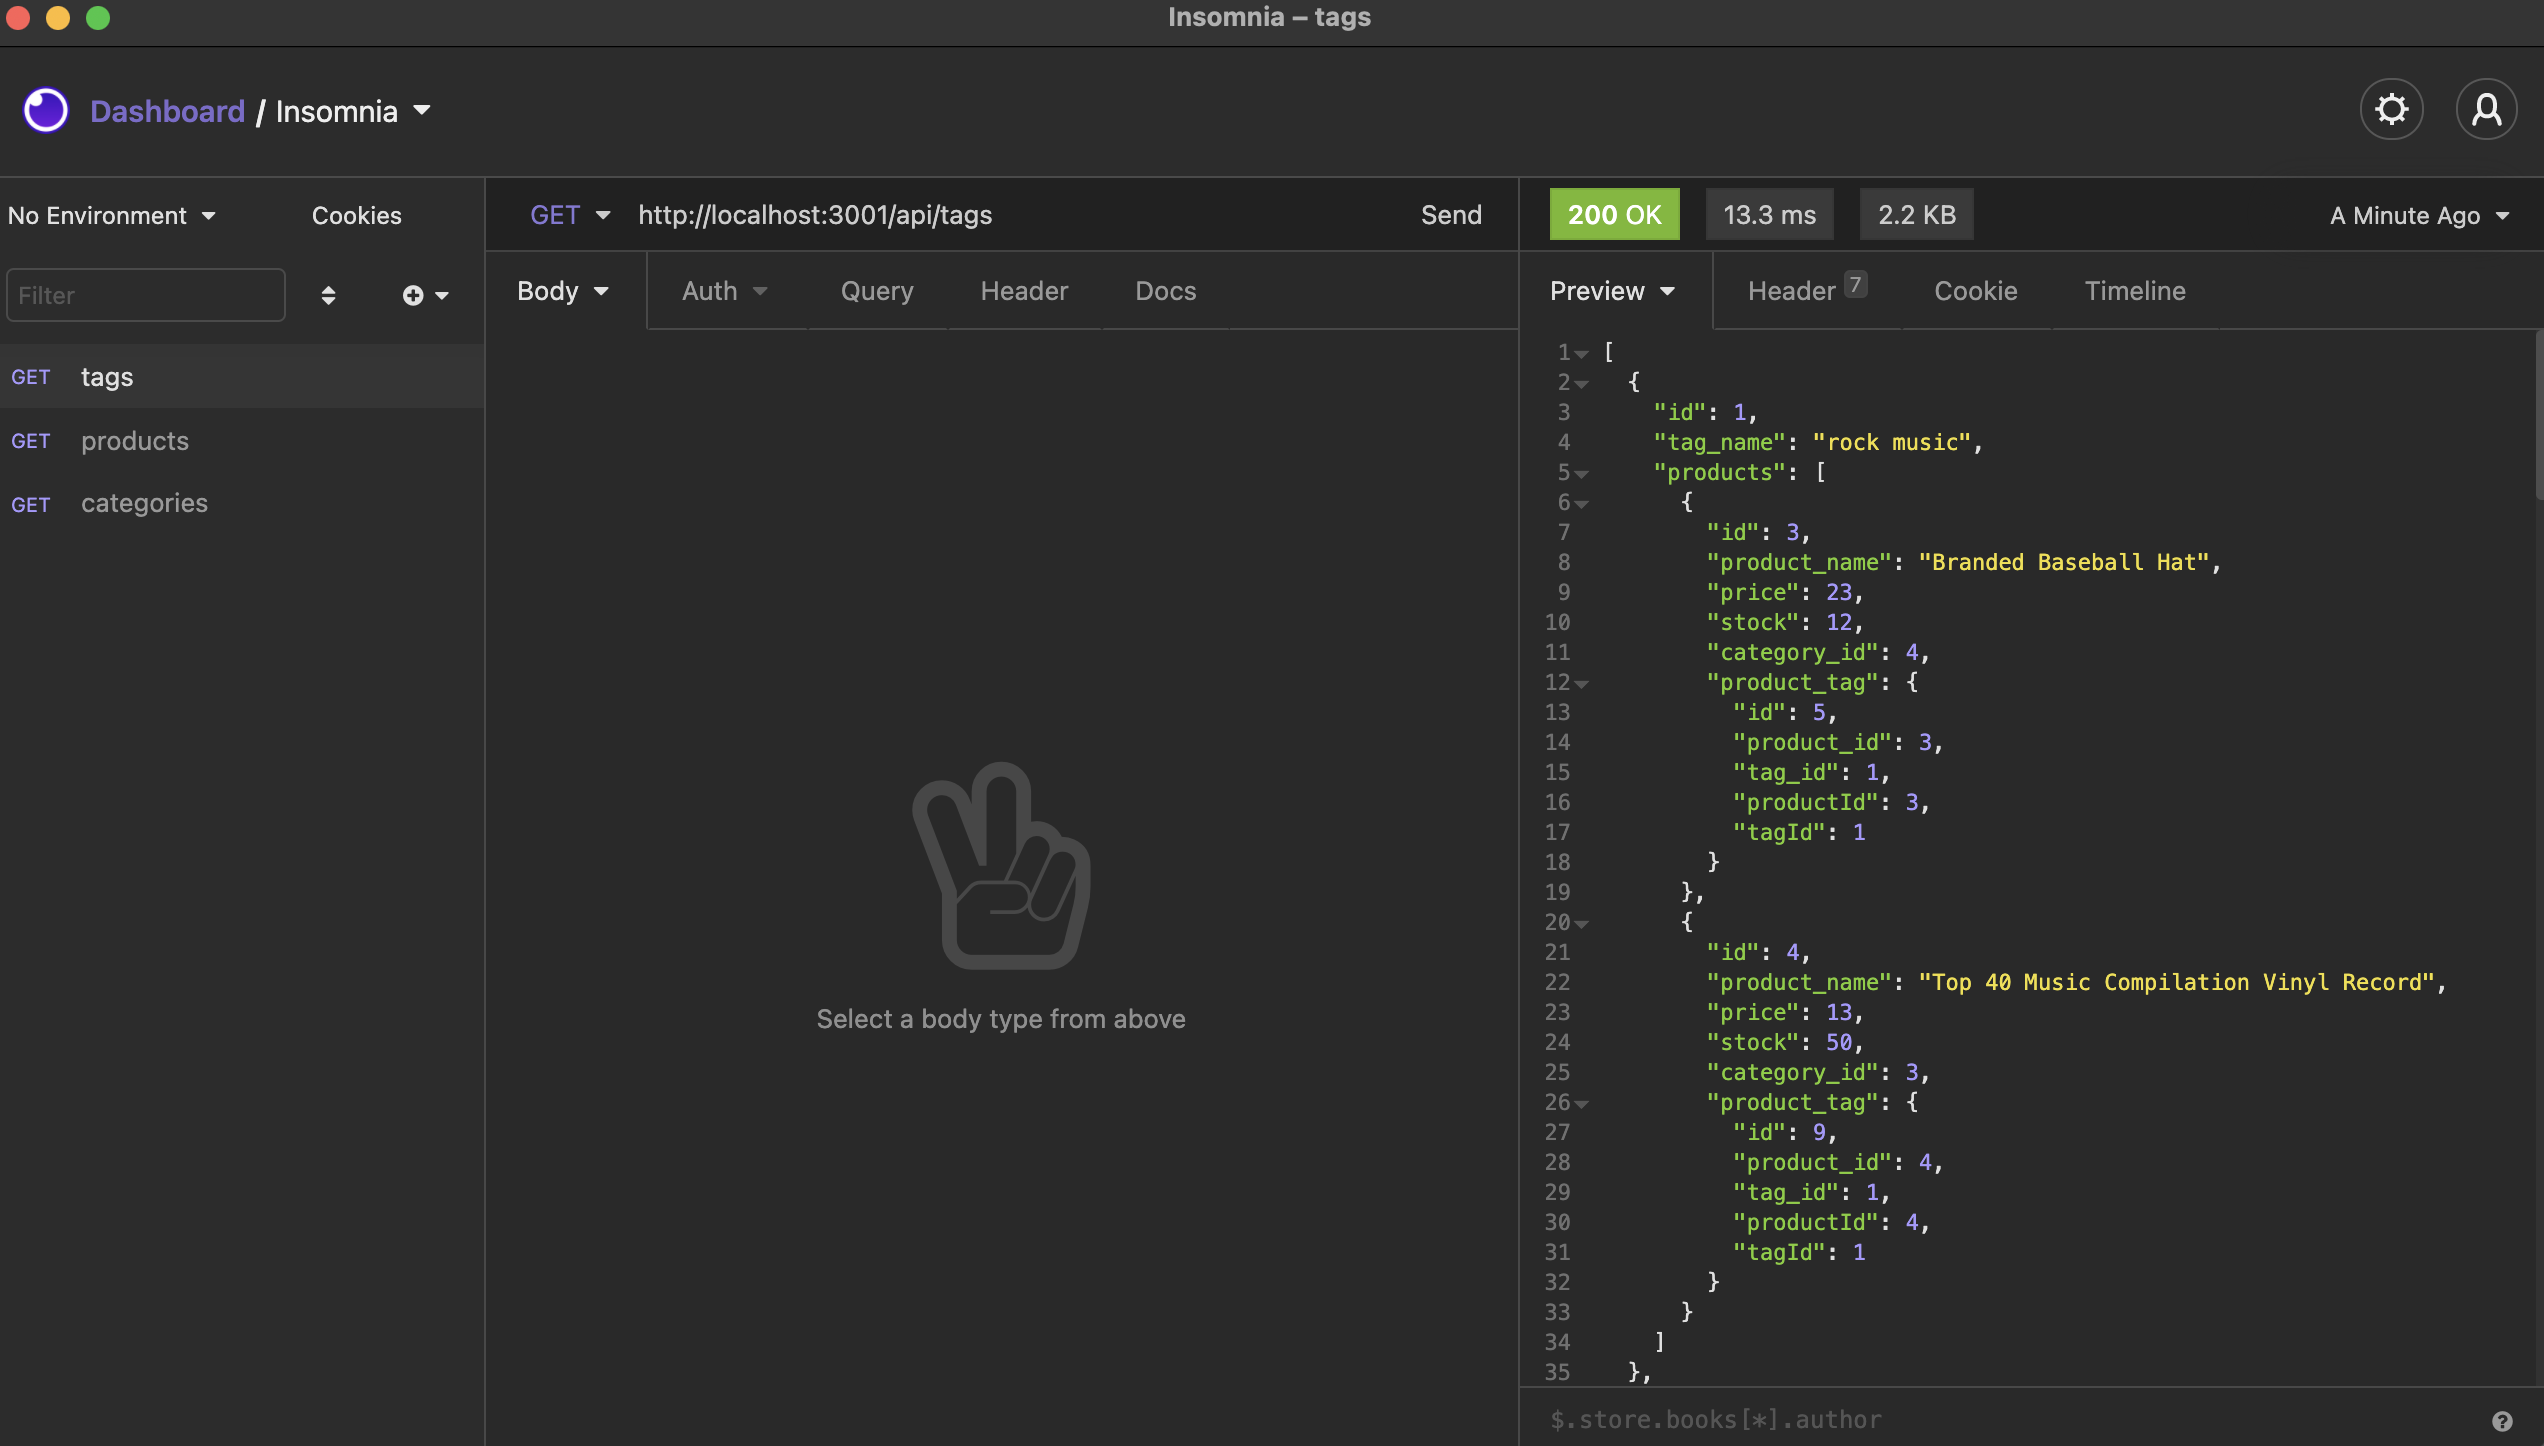 Insomnia – tags
Dashboard / Insomnia
No Environment Cookies
GET http://localhost:3001/api/tags Send
200 OK 13.3 ms 2.2 KB A Minute Ago
Filter
Body Auth Query Header Docs
Preview Header 7 Cookie Timeline
GET tags
GET products
GET categories
Select a body type from above
1 [
2 {
3 "id": 1,
4 "tag_name": "rock music",
5 "products": [
6 {
7 "id": 3,
8 "product_name": "Branded Baseball Hat",
9 "price": 23,
10 "stock": 12,
11 "category_id": 4,
12 "product_tag": {
13 "id": 5,
14 "product_id": 3,
15 "tag_id": 1,
16 "productId": 3,
17 "tagId": 1
18 }
19 },
20 {
21 "id": 4,
22 "product_name": "Top 40 Music Compilation Vinyl Record",
23 "price": 13,
24 "stock": 50,
25 "category_id": 3,
26 "product_tag": {
27 "id": 9,
28 "product_id": 4,
29 "tag_id": 1,
30 "productId": 4,
31 "tagId": 1
32 }
33 }
34 ]
35 },
$.store.books[*].author
?